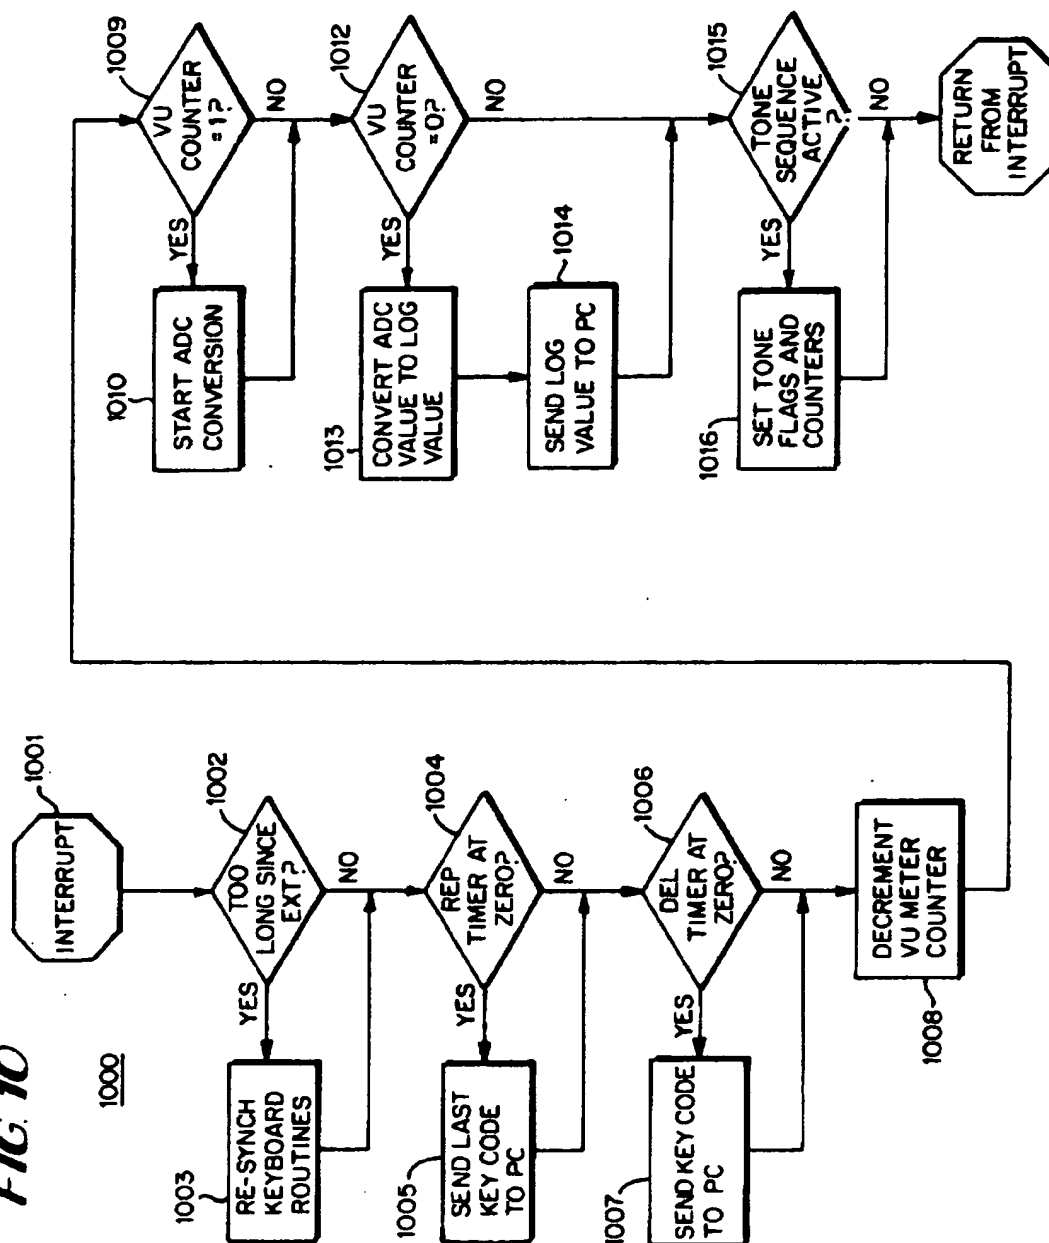 FIG. 10
1000
INTERRUPT
1001
TOO
LONG SINCE
EXT?
1002
YES
NO
RE-SYNCH
KEYBOARD
ROUTINES
1003
REP
TIMER AT
ZERO?
1004
YES
NO
SEND LAST
KEY CODE
TO PC
1005
DEL
TIMER AT
ZERO?
1006
YES
NO
SEND KEY CODE
TO PC
1007
DECREMENT
VU METER
COUNTER
1008
VU
COUNTER
=1?
1009
YES
NO
START ADC
CONVERSION
1010
VU
COUNTER
=0?
1012
YES
NO
CONVERT ADC
VALUE TO LOG
VALUE
1013
SEND LOG
VALUE TO PC
1014
TONE
SEQUENCE
ACTIVE
?
1015
YES
NO
SET TONE
FLAGS AND
COUNTERS
1016
RETURN
FROM
INTERRUPT